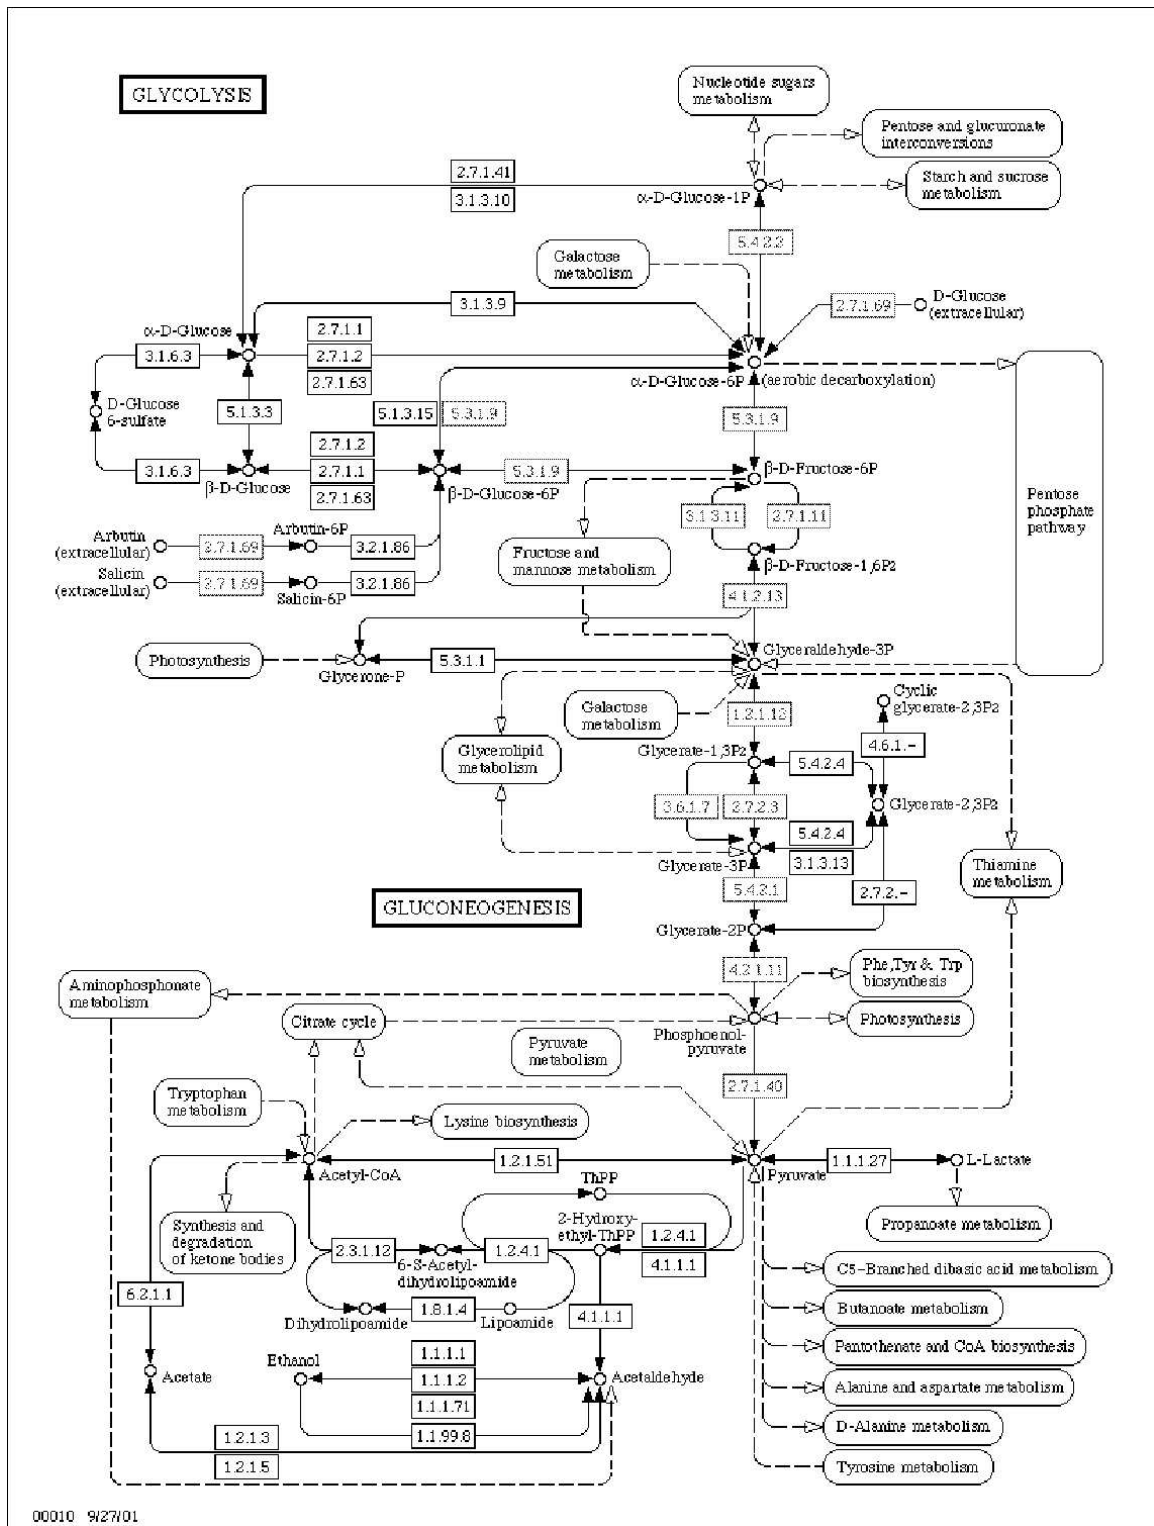 GLYCOLYSIS
Nucleotide sugars
metabolism
Pentose and glucuronate
interconversions
Starch and sucrose
metabolism
2.7.1.41
3.1.3.10
α-D-Glucose-1P
5.4.2.2
Galactose
metabolism
3.1.3.9
2.7.1.69
D-Glucose
(extracellular)
α-D-Glucose
2.7.1.1
2.7.1.2
2.7.1.63
3.1.6.3
α-D-Glucose-6P
(aerobic decarboxylation)
D-Glucose
6-sulfate
5.1.3.3
5.1.3.15
5.3.1.9
5.3.1.9
2.7.1.2
2.7.1.1
2.7.1.63
3.1.6.3
β-D-Glucose
β-D-Glucose-6P
5.3.1.9
β-D-Fructose-6P
Pentose
phosphate
pathway
3.1.3.11
2.7.1.11
Arbutin
(extracellular)
2.7.1.69
Arbutin-6P
3.2.1.86
Salicin
(extracellular)
2.7.1.69
Salicin-6P
3.2.1.86
Fructose and
mannose metabolism
β-D-Fructose-1,6P2
4.1.2.13
Photosynthesis
Glycerone-P
5.3.1.1
Glyceraldehyde-3P
Galactose
metabolism
1.2.1.12
Cyclic
glycerate-2,3P2
Glycerolipid
metabolism
Glycerate-1,3P2
5.4.2.4
4.6.1.-
3.6.1.7
2.7.2.3
Glycerate-2,3P2
5.4.2.4
3.1.3.13
Glycerate-3P
Thiamine
metabolism
5.4.2.1
2.7.2.-
GLUCONEOGENESIS
Glycerate-2P
4.2.1.11
Phe,Tyr & Trp
biosynthesis
Aminophosphonate
metabolism
Citrate cycle
Photosynthesis
Phosphoenol-
pyruvate
Pyruvate
metabolism
2.7.1.40
Tryptophan
metabolism
Lysine biosynthesis
Acetyl-CoA
1.2.1.51
Pyruvate
1.1.1.27
L-Lactate
ThPP
Synthesis and
degradation
of ketone bodies
2-Hydroxy-
ethyl-ThPP
Propanoate metabolism
2.3.1.12
6-S-Acetyl-
dihydrolipoamide
1.2.4.1
1.2.4.1
4.1.1.1
C5-Branched dibasic acid metabolism
6.2.1.1
Dihydrolipoamide
1.8.1.4
Lipoamide
4.1.1.1
Butanoate metabolism
Pantothenate and CoA biosynthesis
Acetate
Ethanol
1.1.1.1
1.1.1.2
1.1.1.71
1.1.99.8
Acetaldehyde
Alanine and aspartate metabolism
D-Alanine metabolism
1.2.1.3
1.2.1.5
Tyrosine metabolism
00010 9/27/01